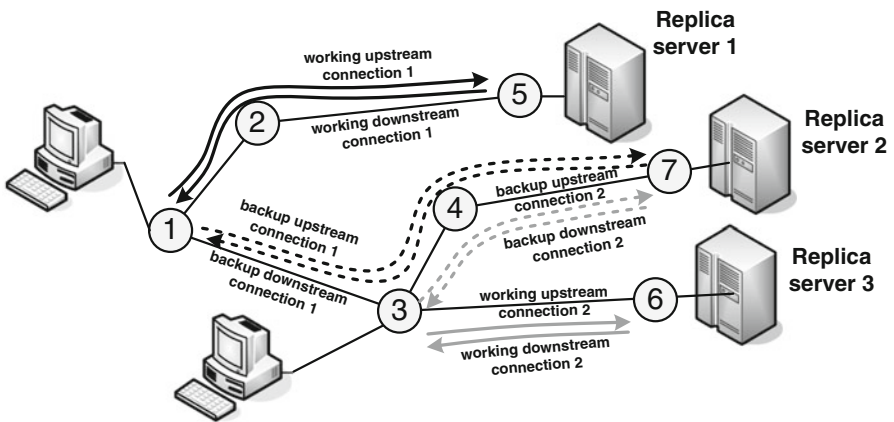 Replica
server 1
working upstream
connection 1
5
2
working downstream
connection 1
Replica
server 2
7
backup upstream
connection 2
4
backup upstream
connection 1
1
backup downstream
connection 2
backup downstream
connection 1
Replica
server 3
3
working upstream
connection 2
6
working downstream
connection 2